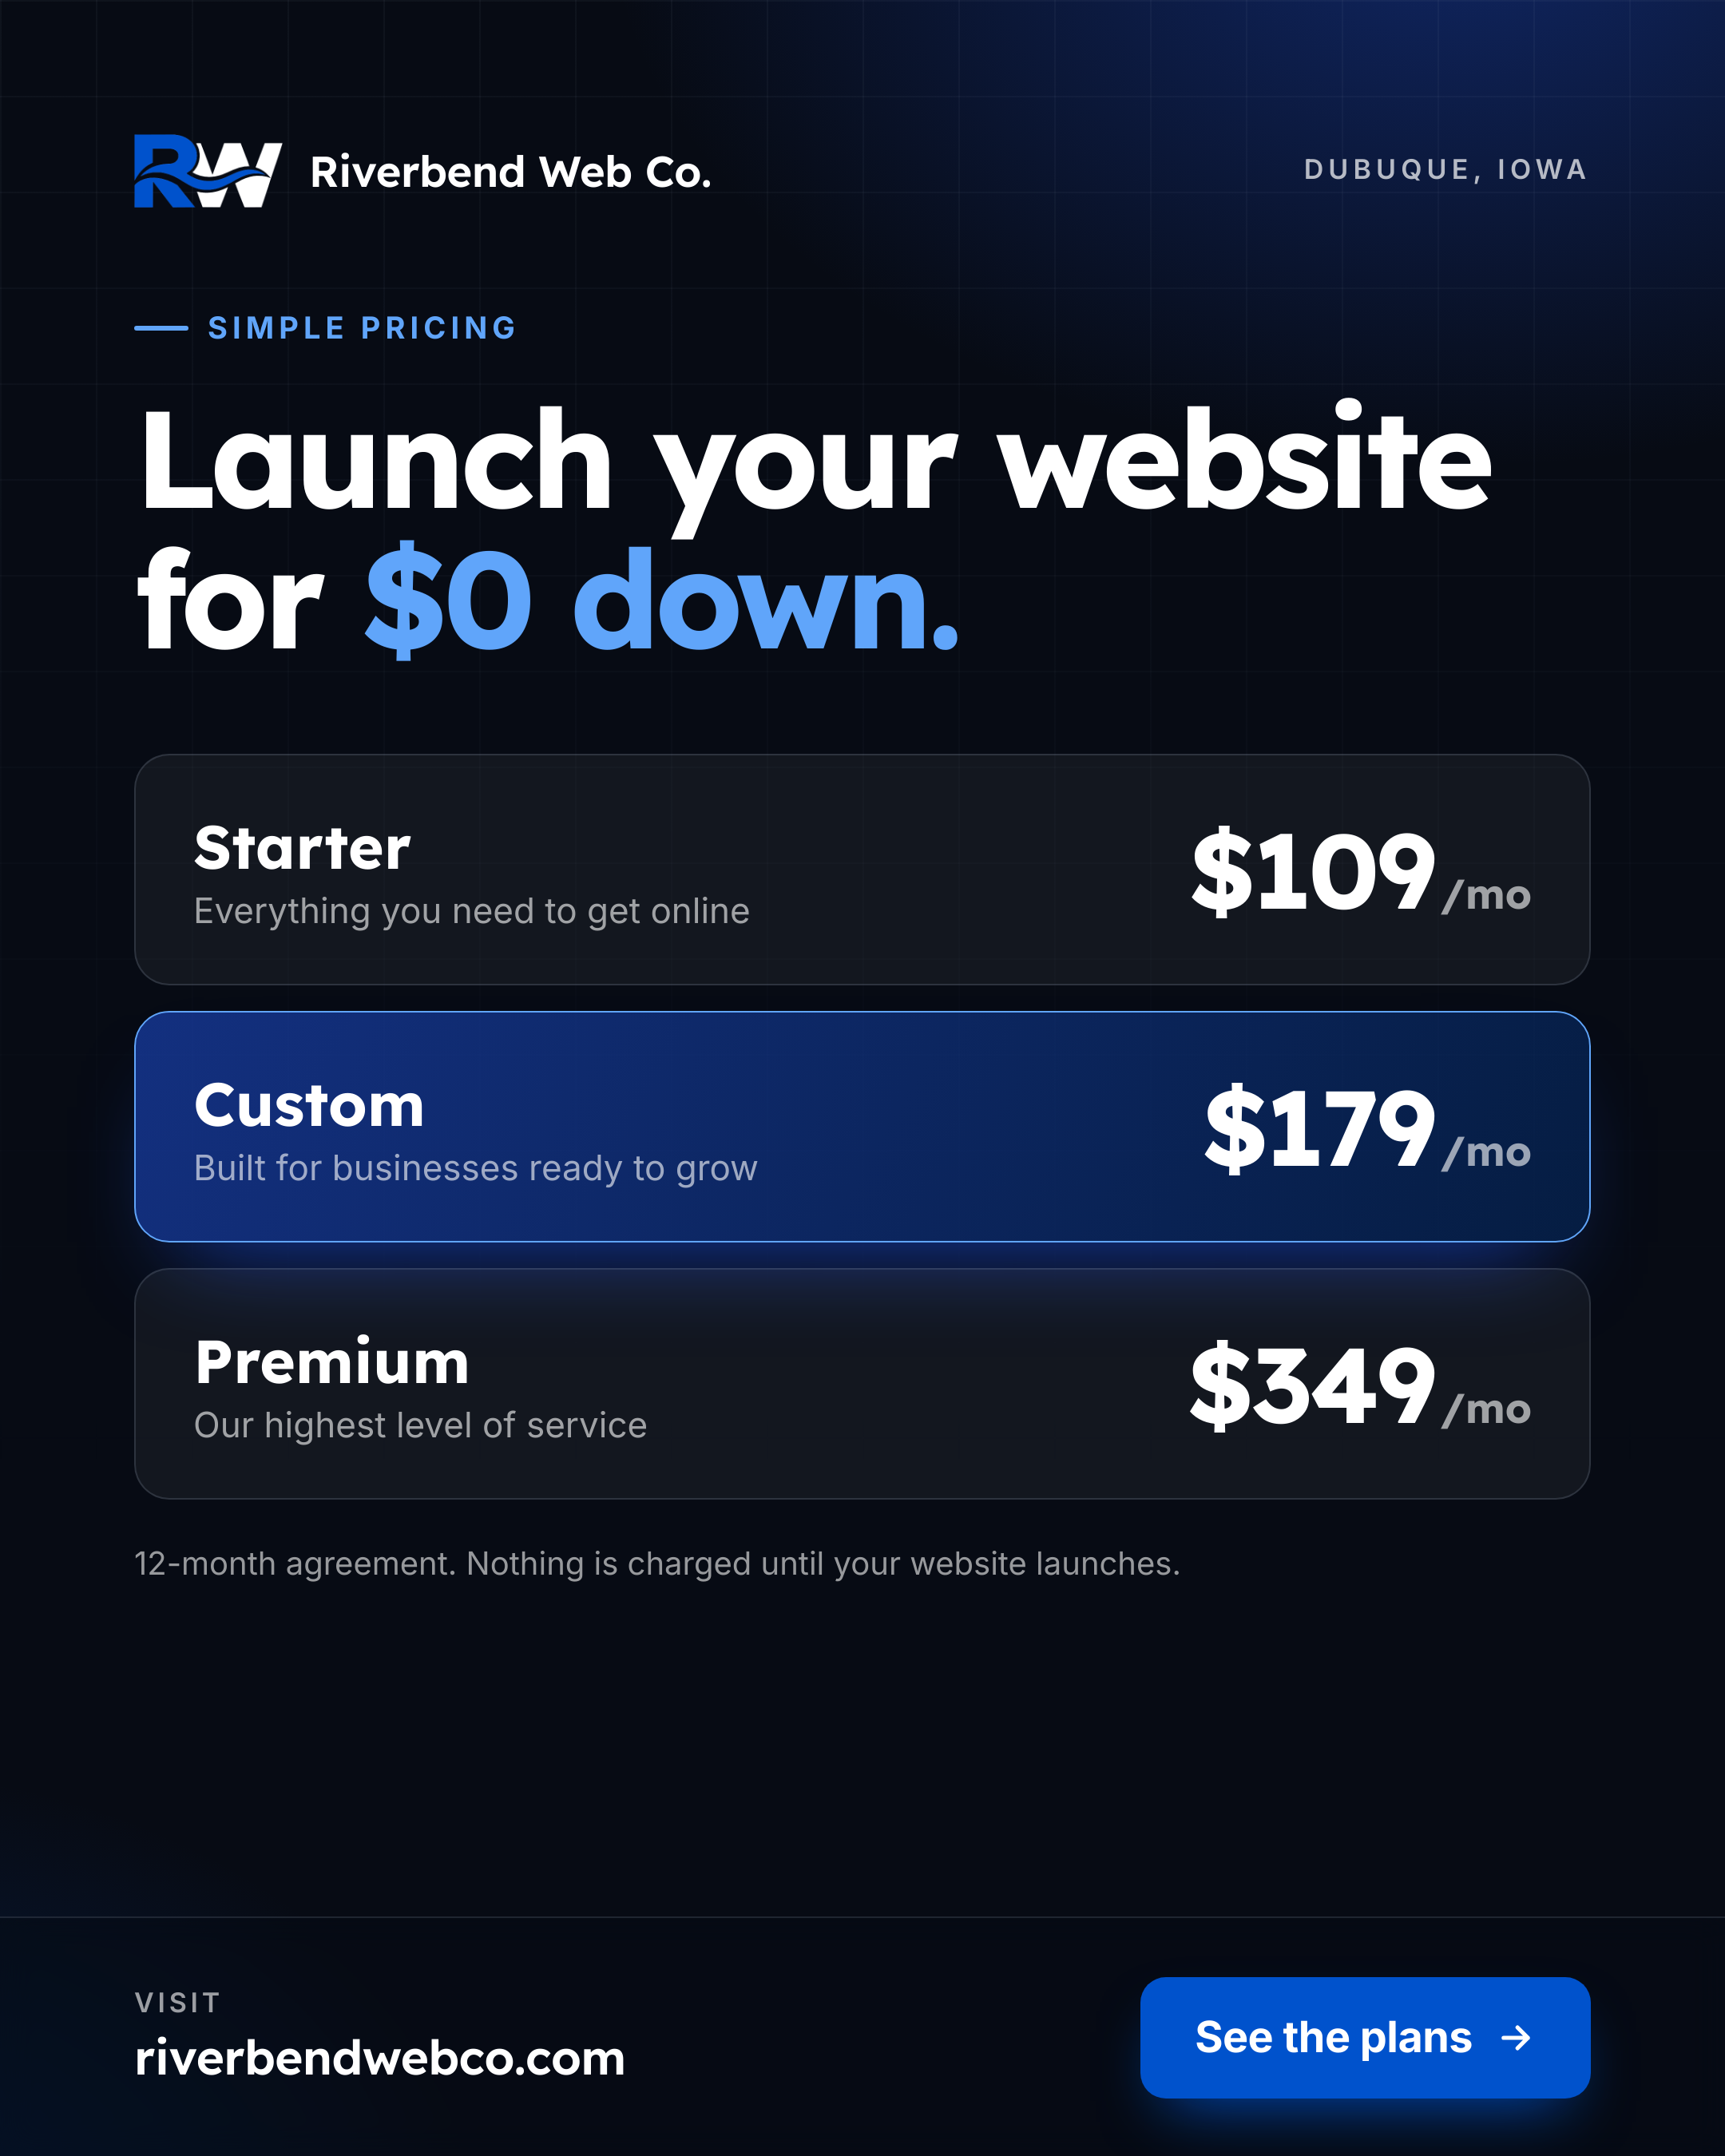 RW Riverbend Web Co.
DUBUQUE, IOWA
SIMPLE PRICING
Launch your website
for $0 down.
Starter
Everything you need to get online
$109/mo
Custom
Built for businesses ready to grow
$179/mo
Premium
Our highest level of service
$349/mo
12-month agreement. Nothing is charged until your website launches.
VISIT
riverbendwebco.com
See the plans →